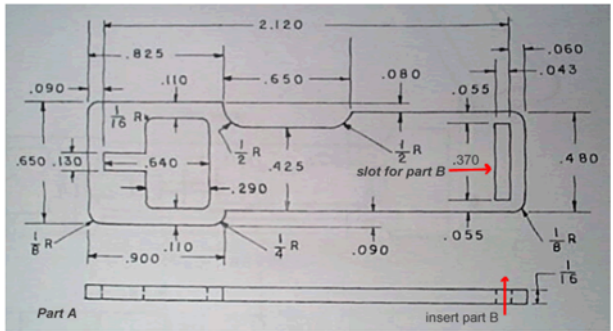 2.120
.825
.060
.110
.650
.080
.043
.090
.055
1/16 R
.650
.130
.640
1/2 R
.425
1/2 R
.370
slot for part B
.480
.290
1/8 R
.110
1/4 R
.090
.055
1/8 R
.900
1/16
Part A
insert part B